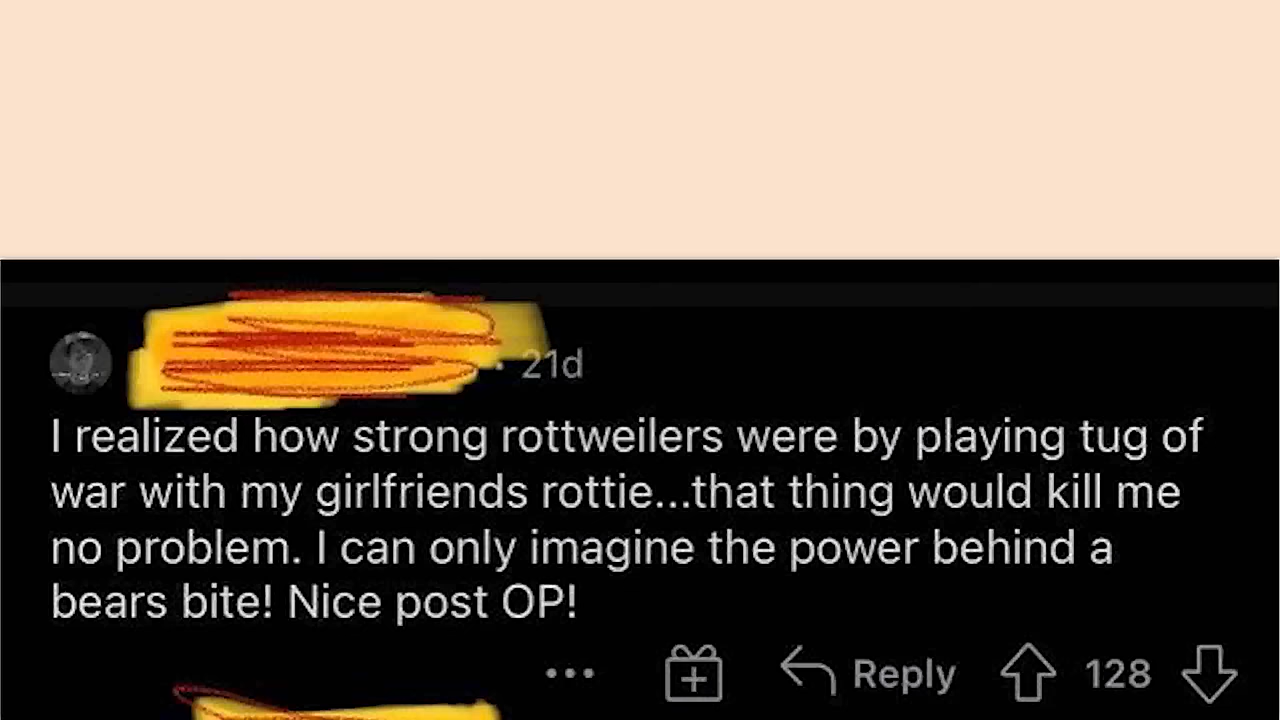 · 21d
I realized how strong rottweilers were by playing tug of
war with my girlfriends rottie...that thing would kill me
no problem. I can only imagine the power behind a
bears bite! Nice post OP!
Reply 128